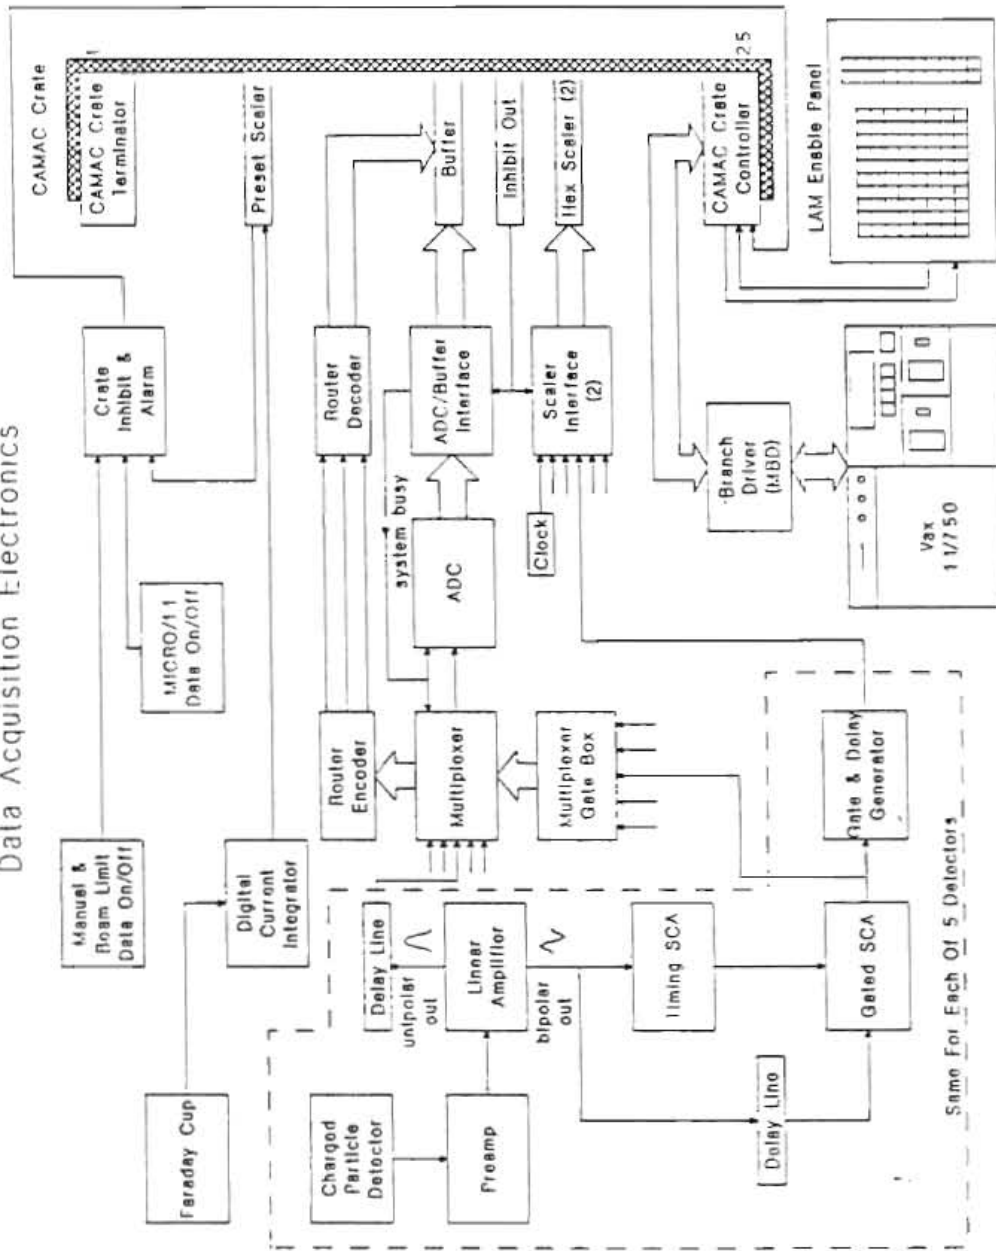 Data Acquisition Electronics
CAMAC Crate
1
25
CAMAC Crate
Terminator
Preset Scaler
Buffer
Inhibit Out
Hex Scaler (2)
CAMAC Crate
Controller
LAM Enable Panel
Crate
Inhibit &
Alarm
Router
Decoder
ADC/Buffer
Interface
Scaler
Interface
(2)
Branch
Driver
(MBD)
Vax
11/750
MICRO/11
Data On/Off
system busy
ADC
Clock
Manual &
Beam Limit
Data On/Off
Digital
Current
Integrator
Router
Encoder
Multiplexer
Multiplexer
Gate Box
Gate & Delay
Generator
Faraday Cup
Charged
Particle
Detector
Preamp
Delay Line
unipolar
out
Linear
Amplifier
bipolar
out
Timing SCA
Gated SCA
Delay Line
Same For Each Of 5 Detectors